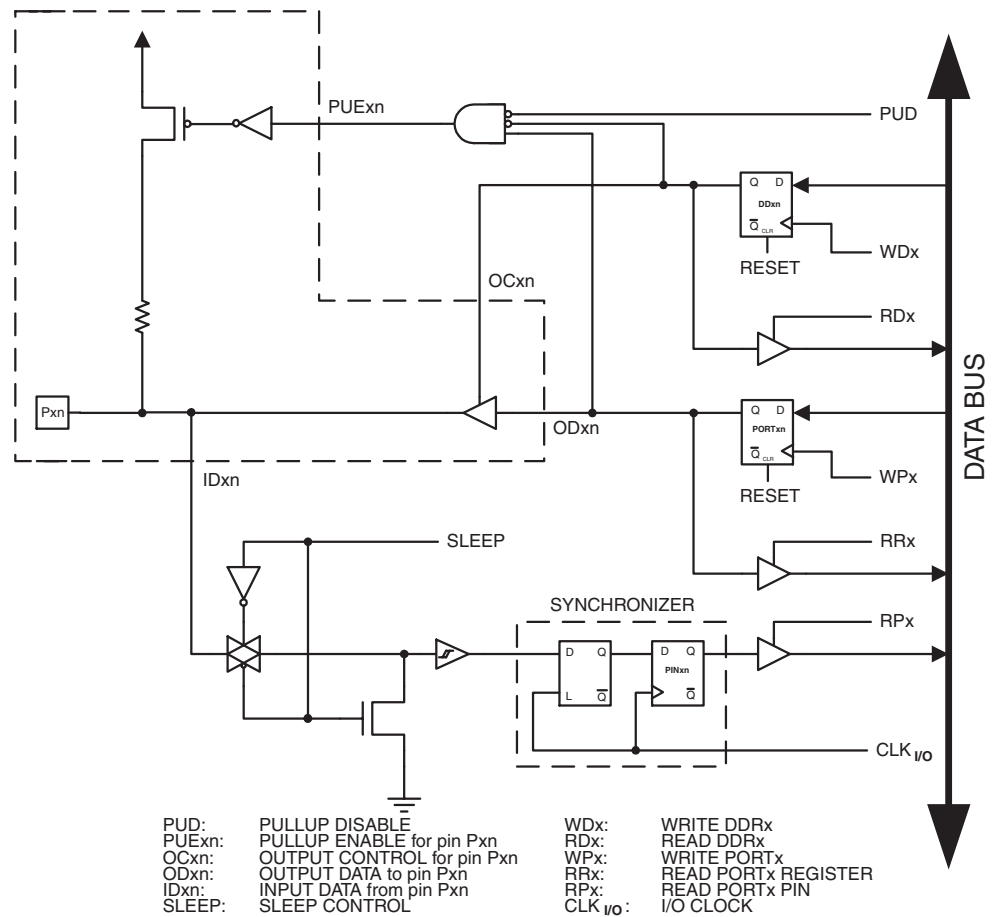 PUExn
PUD
Q D
DDxn
Q CLR
WDx
RESET
OCxn
RDx
Pxn
ODxn
Q D
PORTxn
Q CLR
WPx
RESET
IDxn
SLEEP
RRx
SYNCHRONIZER
RPx
D Q
L Q
D Q
PINxn
Q
CLK I/O
DATA BUS
PUD: PULLUP DISABLE
PUExn: PULLUP ENABLE for pin Pxn
OCxn: OUTPUT CONTROL for pin Pxn
ODxn: OUTPUT DATA to pin Pxn
IDxn: INPUT DATA from pin Pxn
SLEEP: SLEEP CONTROL
WDx: WRITE DDRx
RDx: READ DDRx
WPx: WRITE PORTx
RRx: READ PORTx REGISTER
RPx: READ PORTx PIN
CLK I/O: I/O CLOCK